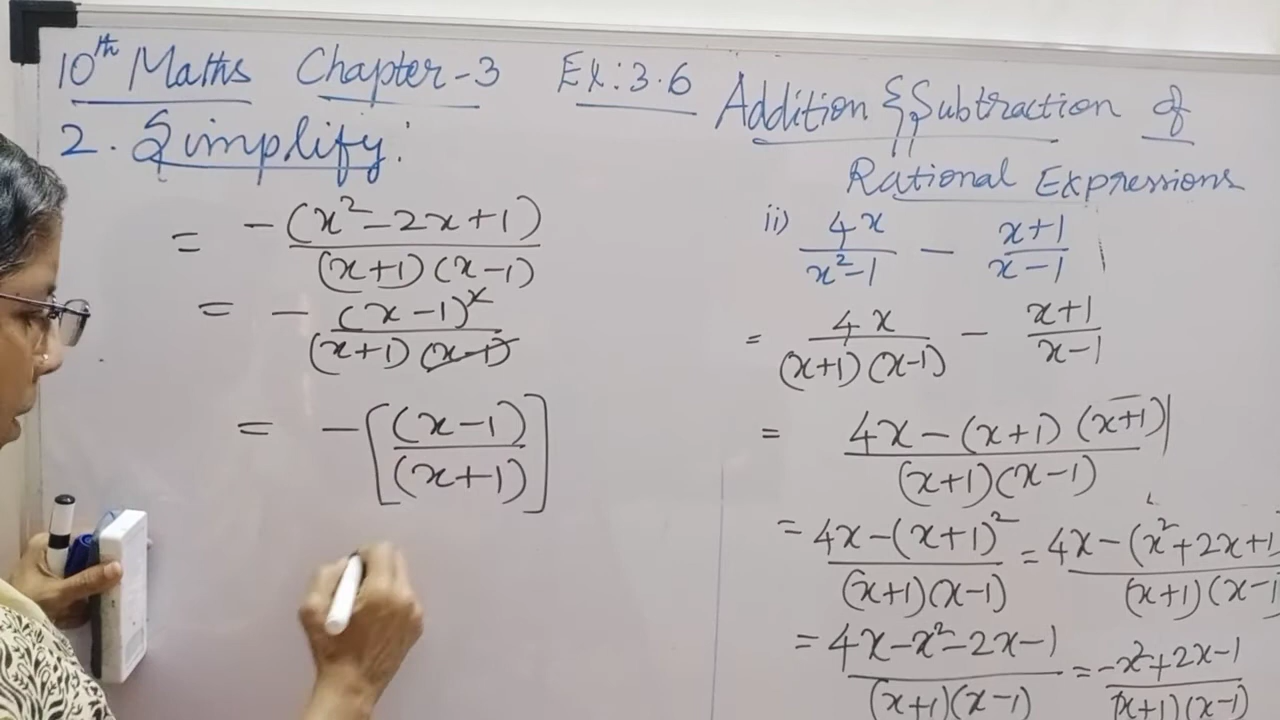 10th Maths Chapter-3 Ex:3.6 Addition & Subtraction of
Rational Expressions
2. Simplify:
= -(x²-2x+1) / (x+1)(x-1)
= - (x-1)² / (x+1)(x-1)
= -[(x-1) / (x+1)]
ii) 4x / x²-1 - x+1 / x-1
= 4x / (x+1)(x-1) - x+1 / x-1
= 4x-(x+1)(x+1) / (x+1)(x-1)
= 4x-(x+1)² / (x+1)(x-1) = 4x-(x²+2x+1 / (x+1)(x-1
= 4x-x²-2x-1 / (x+1)(x-1) = -x²+2x-1 / (x+1)(x-1)